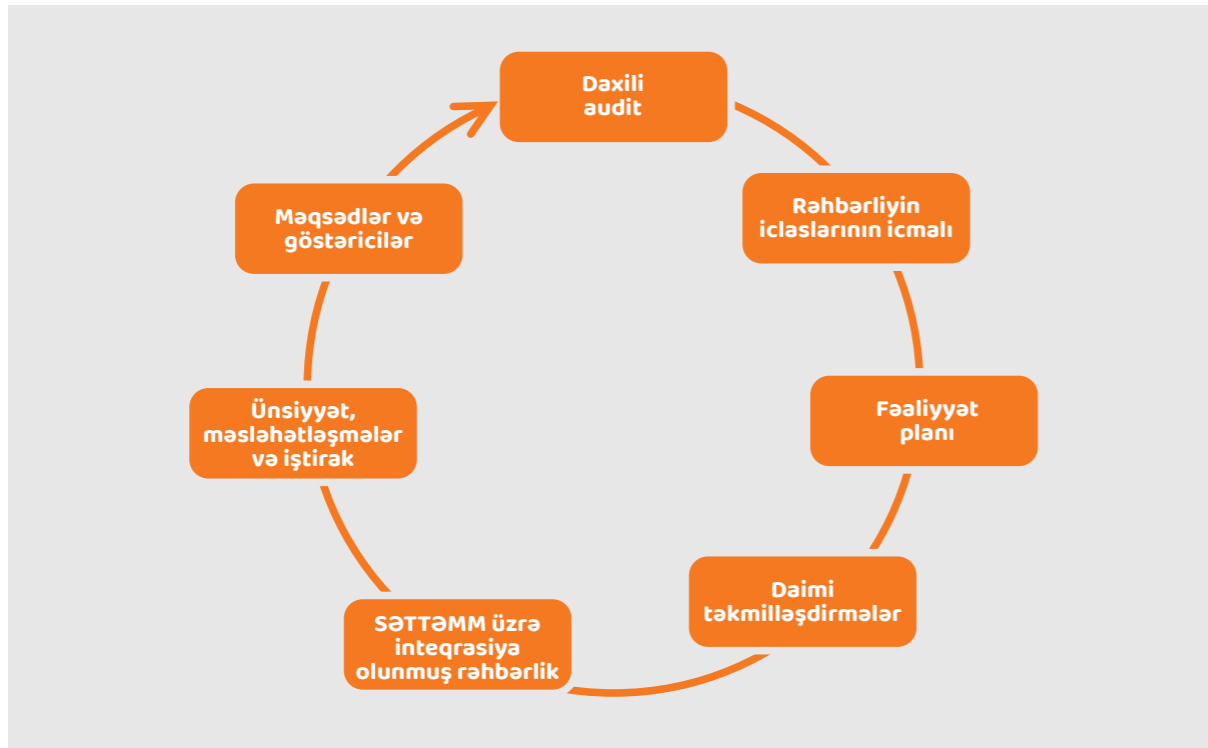 Daxili
audit
Rəhbərliyin
iclaslarının icmalı
Fəaliyyət
planı
Daimi
təkmilləşdirmələr
SƏTTƏMM üzrə
inteqrasiya
olunmuş rəhbərlik
Ünsiyyət,
məsləhətləşmələr
və iştirak
Məqsədlər və
göstəricilər